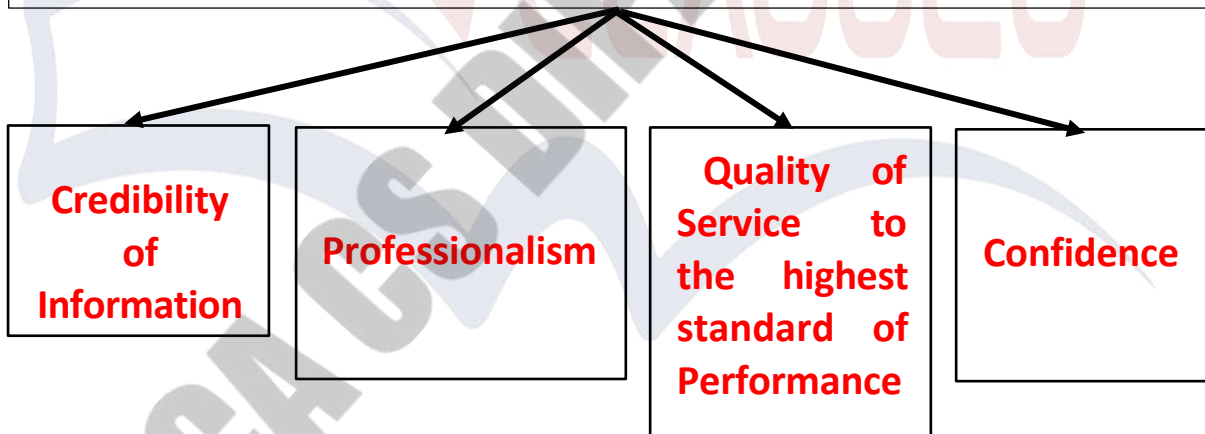 Credibility
of
Information
Professionalism
Quality of
Service to
the highest
standard of
Performance
Confidence